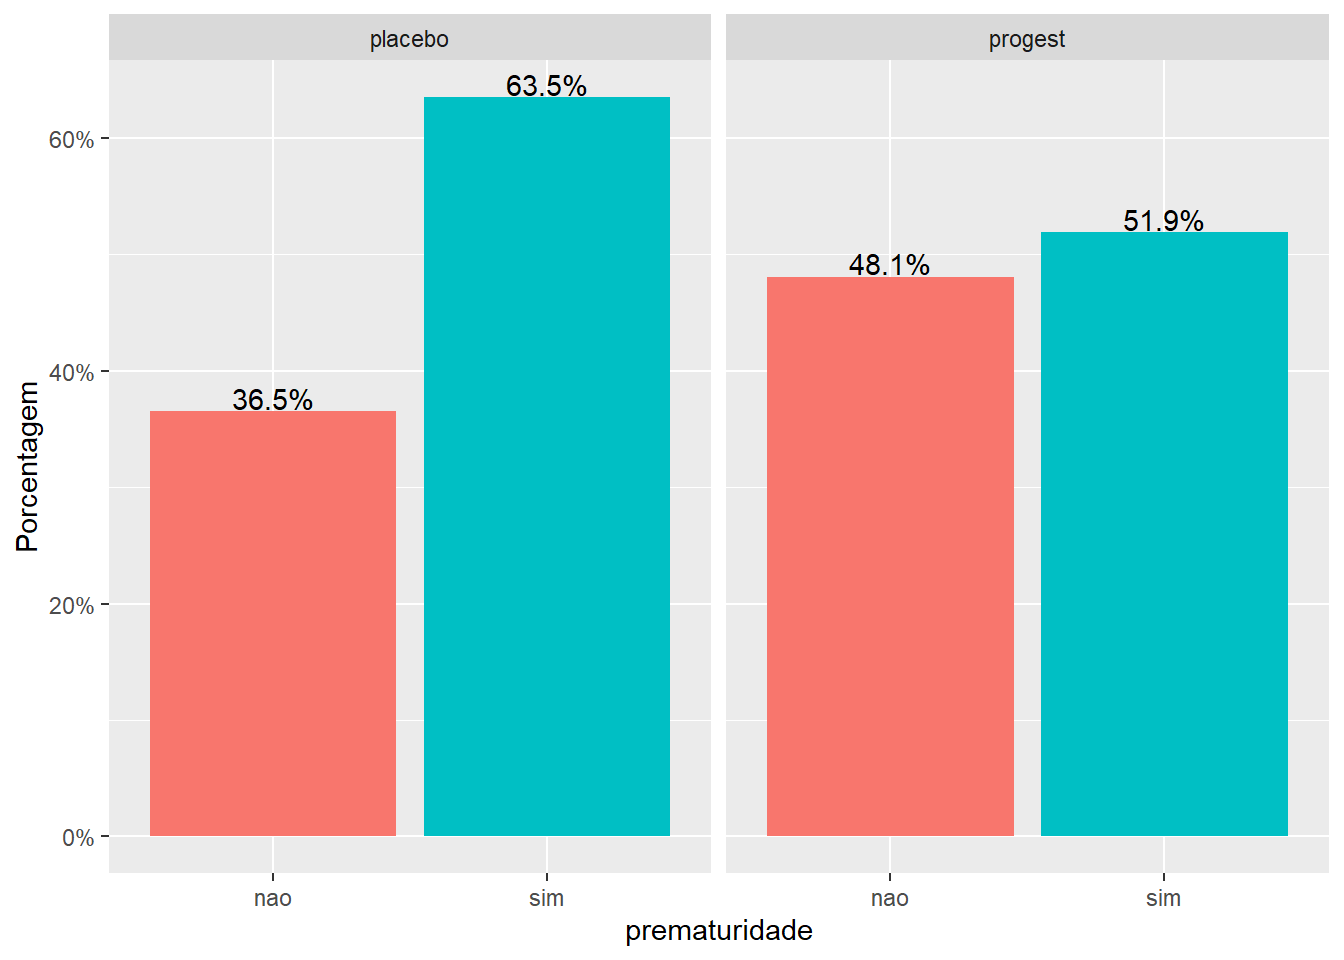 placebo
progest
63.5%
60%
51.9%
48.1%
40%
36.5%
20%
0%
Porcentagem
nao
sim
nao
sim
prematuridade